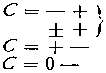 C = — + }
± + }
C = + —
C = 0 —